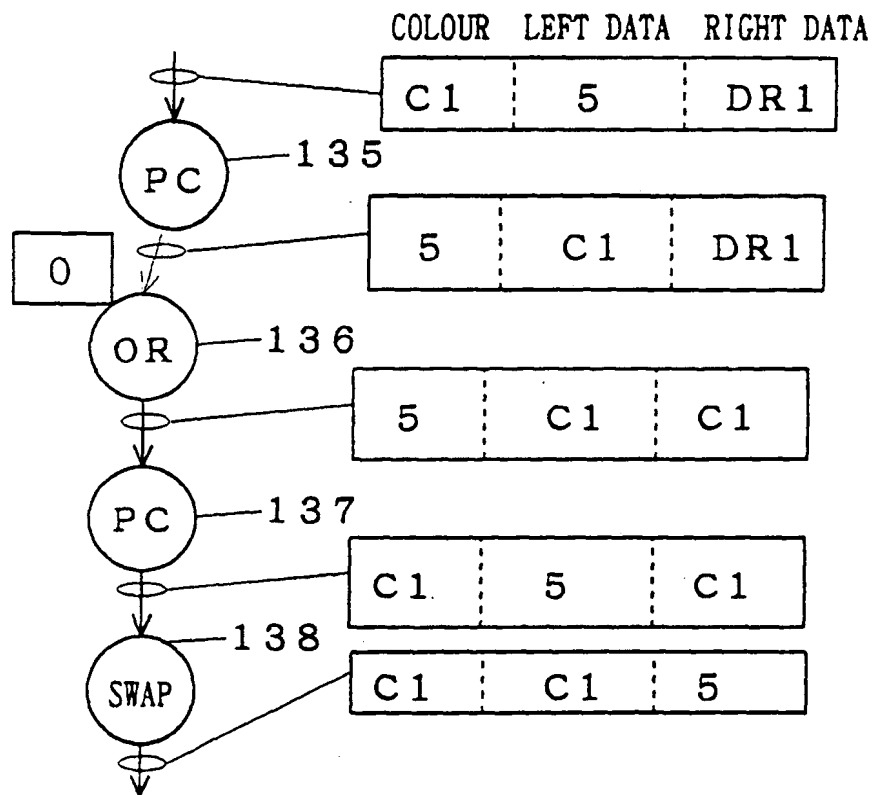 COLOUR LEFT DATA RIGHT DATA
C1 5 DR1
PC 135
5 C1 DR1
0
OR 136
5 C1 C1
PC 137
C1 5 C1
138
SWAP
C1 C1 5